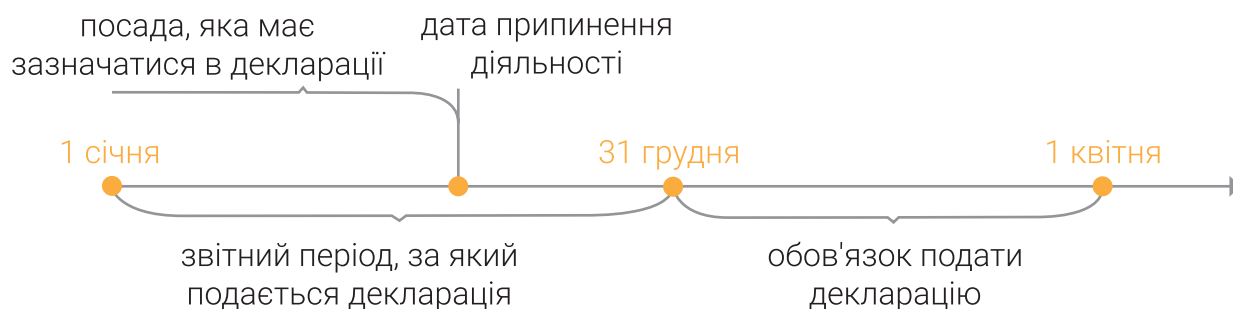 посада, яка має
зазначатися в декларації
дата припинення
діяльності
1 січня
31 грудня
1 квітня
звітний період, за який
подається декларація
обов'язок подати
декларацію